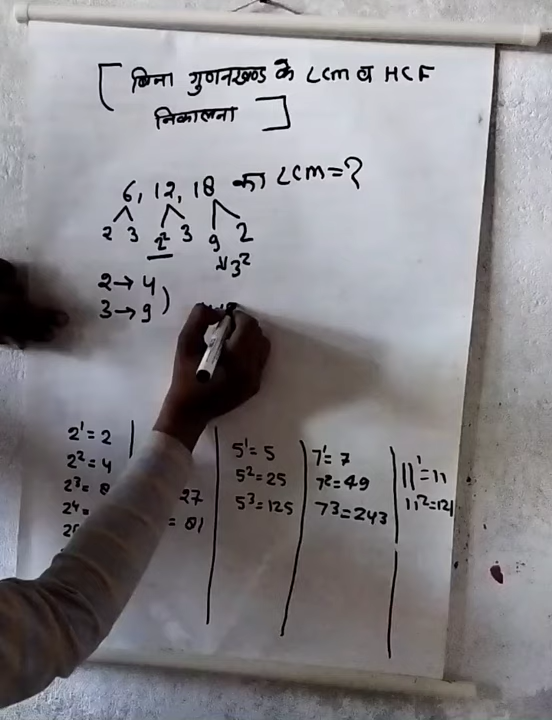 [ बिना गुणनखण्ड के LCM व HCF
निकालना ]
6, 12, 18 का LCM = ?
2 3 2² 3 9 2
3²
2 → 4
3 → 9 )
2¹ = 2
2² = 4
2³ = 8
2⁴ =
27
= 81
5¹ = 5
5² = 25
5³ = 125
7¹ = 7
7² = 49
7³ = 243
11¹ = 11
11² = 121